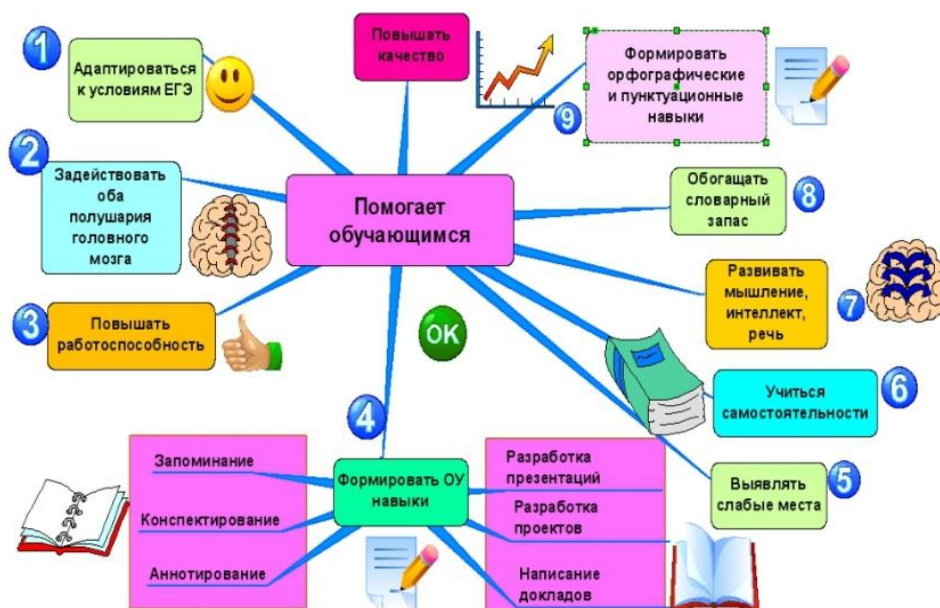 1
Адаптироваться
к условиям ЕГЭ
Повышать
качество
9
Формировать
орфографические
и пунктуационные
навыки
2
Задействовать
оба
полушария
головного
мозга
Помогает
обучающимся
Обогащать
словарный
запас
8
3
Повышать
работоспособность
OK
Развивать
мышление,
интеллект,
речь
7
Учиться
самостоятельности
6
4
Формировать ОУ
навыки
Запоминание
Конспектирование
Аннотирование
Разработка
презентаций
Разработка
проектов
Написание
докладов
Выявлять
слабые места
5